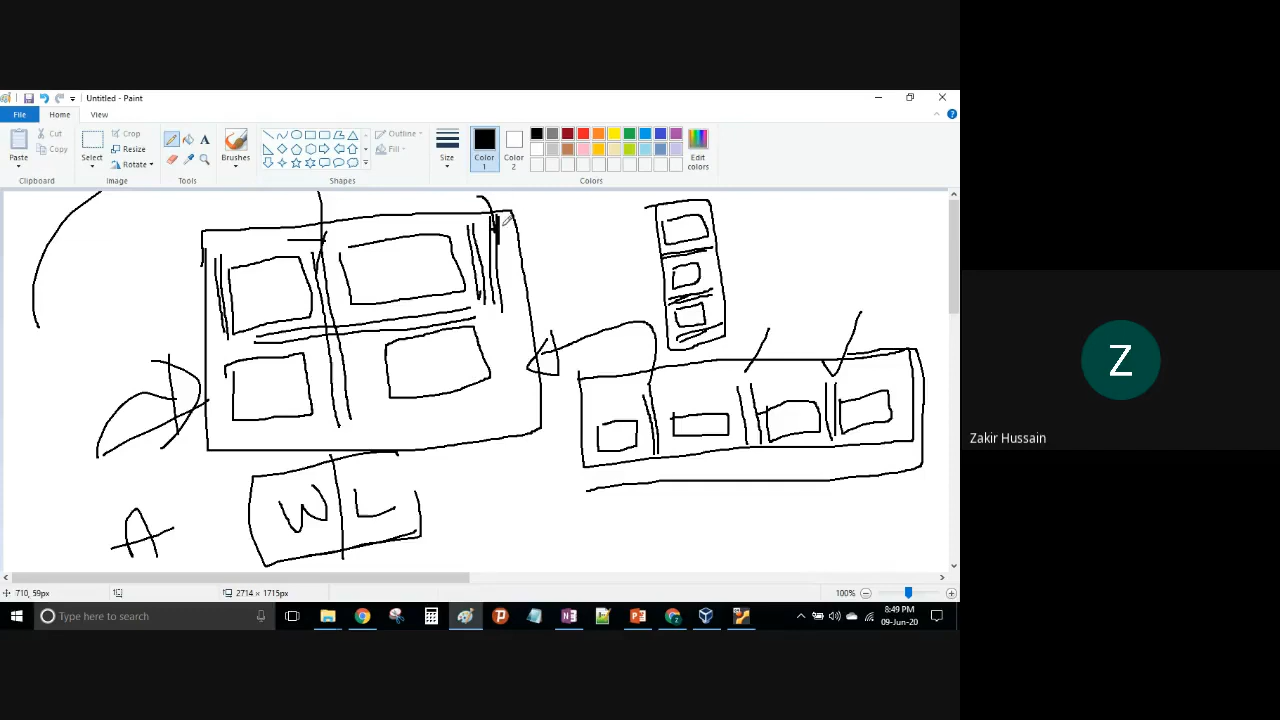 Untitled - Paint
File Home View
Paste
Cut
Copy
Clipboard
Select
Crop
Resize
Rotate
Image
Tools
Brushes
Outline
Fill
Shapes
Size
Color 1
Color 2
Edit colors
Colors
W L
A
710, 59px
2714 × 1715px
100%
Type here to search
8:49 PM
09-Jun-20
Z
Zakir Hussain